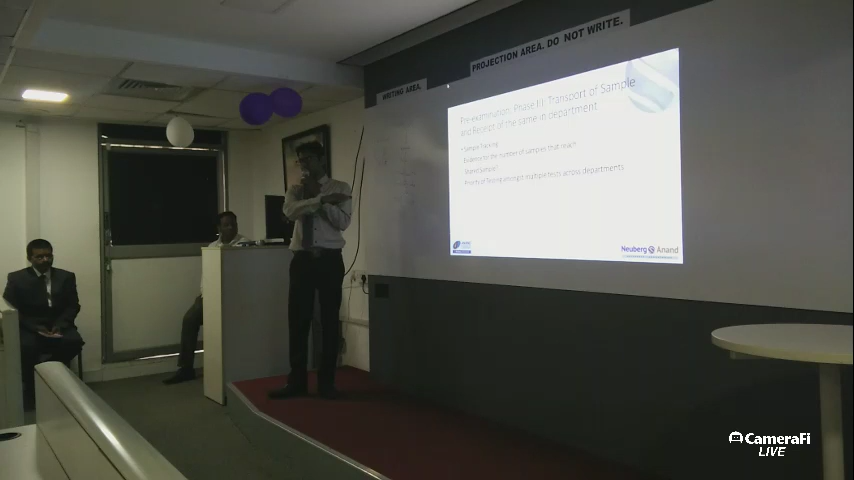 WRITING AREA.
PROJECTION AREA. DO NOT WRITE.
Pre-examination: Phase III: Transport of Sample
and Receipt of the same in department
• Sample Tracking
Evidence for the number of samples that reach
Shared sample?
Priority of Testing amongst multiple tests across departments
Neuberg Anand
CameraFi
LIVE